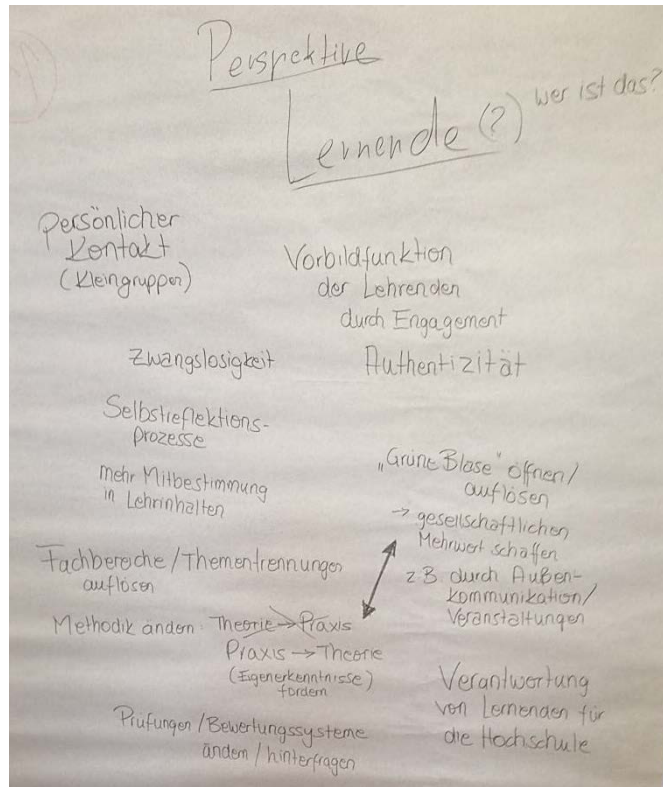 Perspektive
Lernende (?) wer ist das?
Persönlicher
Kontakt
(Kleingruppen)
Vorbildfunktion
der Lehrenden
durch Engagement
Zwangslosigkeit
Authentizität
Selbstreflektions-
prozesse
mehr Mitbestimmung
in Lehrinhalten
„Grüne Blase" öffnen/
auflösen
→ gesellschaftlichen
Mehrwert schaffen
z.B. durch Außen-
kommunikation/
Veranstaltungen
Fachbereiche/Thementrennungen
auflösen
Methodik ändern: Theorie → Praxis
Praxis → Theorie
(Eigenerkenntnisse)
fördern
Verantwortung
von Lernenden für
die Hochschule
Prüfungen/Bewertungssysteme
ändern/hinterfragen